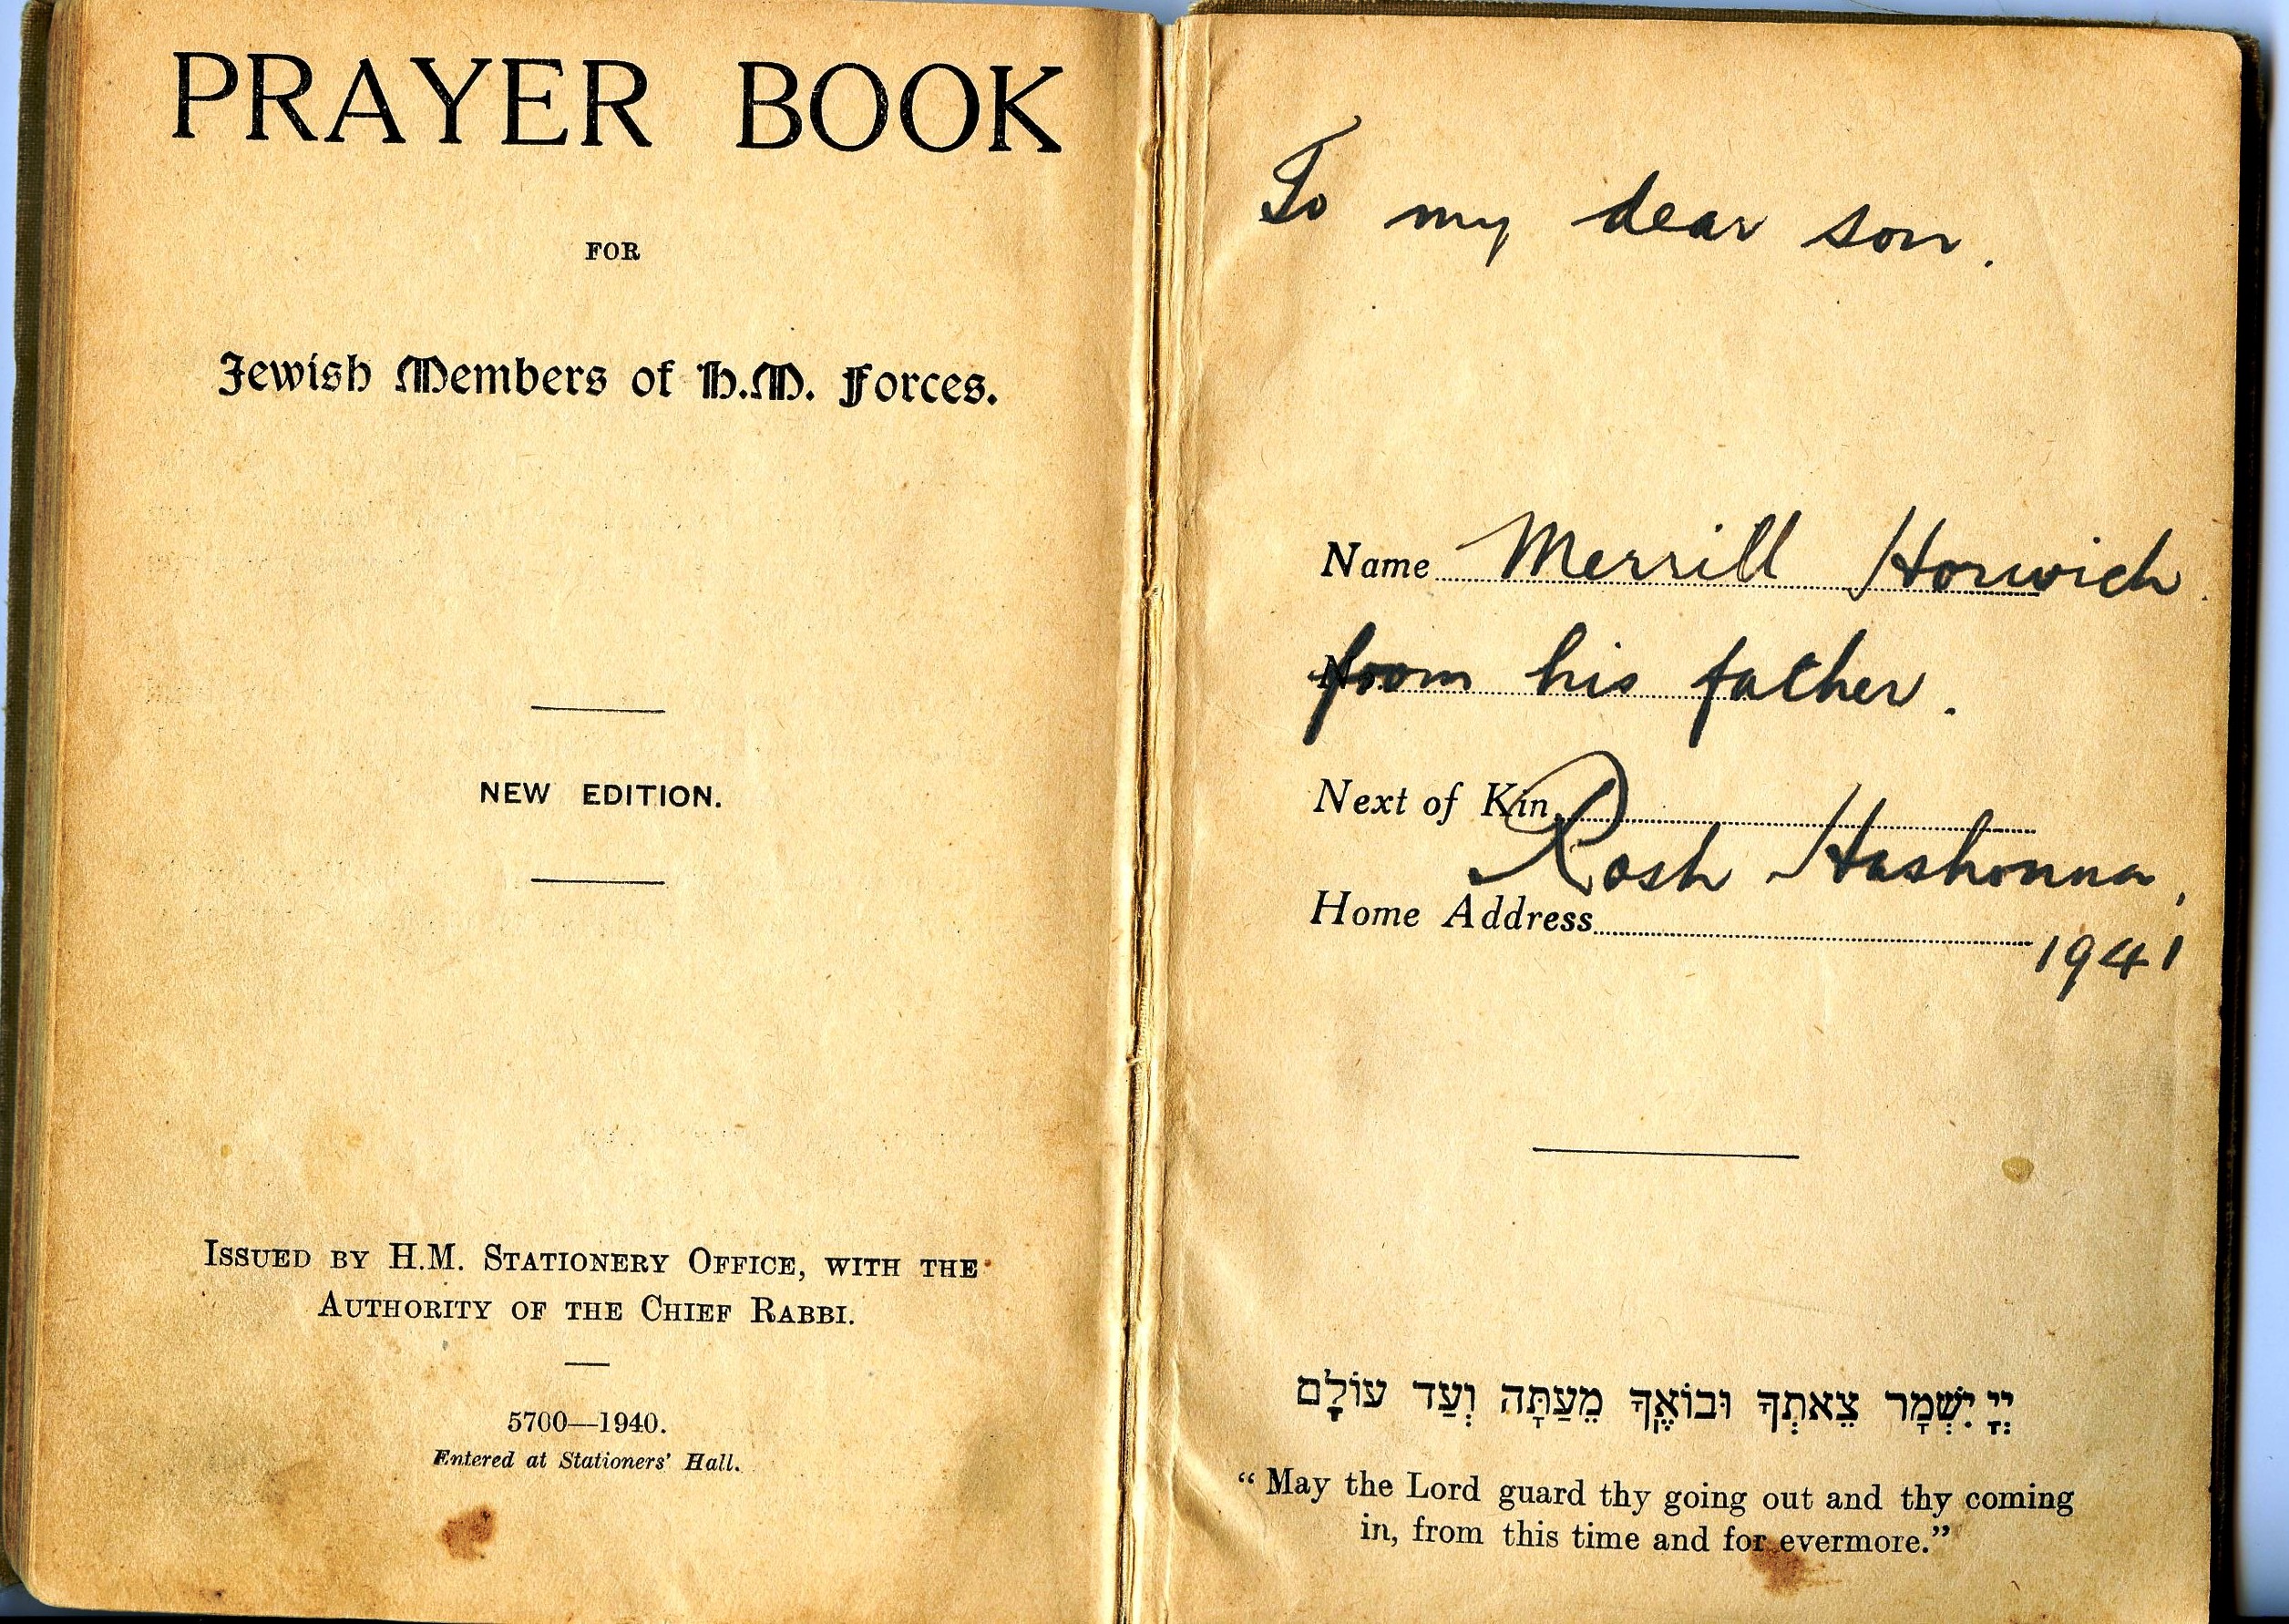 PRAYER BOOK
FOR
Jewish Members of H.M. Forces.
NEW EDITION.
ISSUED BY H.M. STATIONERY OFFICE, WITH THE
AUTHORITY OF THE CHIEF RABBI.
5700—1940.
Entered at Stationers' Hall.
To my dear son.
Name Merrill Horwich.
from his father.
Next of Kin
Rosh Hashonna,
Home Address
1941
יְיָ יִשְׁמָר צֵאתְךָ וּבוֹאֶךָ מֵעַתָּה וְעַד עוֹלָם
“May the Lord guard thy going out and thy coming
in, from this time and for evermore.”